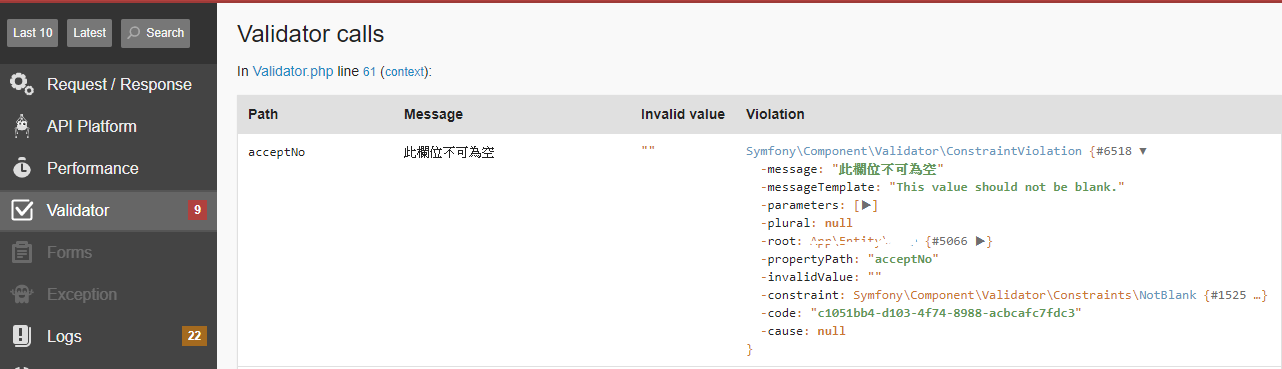 Last 10 Latest Search
Validator calls
In Validator.php line 61 (context):
Request / Response
API Platform
Performance
Validator 9
Forms
Exception
Logs 22
Path Message Invalid value Violation
acceptNo 此欄位不可為空 "" Symfony\Component\Validator\ConstraintViolation {#6518 ▼
-message: "此欄位不可為空"
-messageTemplate: "This value should not be blank."
-parameters: [▶]
-plural: null
-root: App\Entity\ {#5066 ▶}
-propertyPath: "acceptNo"
-invalidValue: ""
-constraint: Symfony\Component\Validator\Constraints\NotBlank {#1525 …}
-code: "c1051bb4-d103-4f74-8988-acbcafc7fdc3"
-cause: null
}